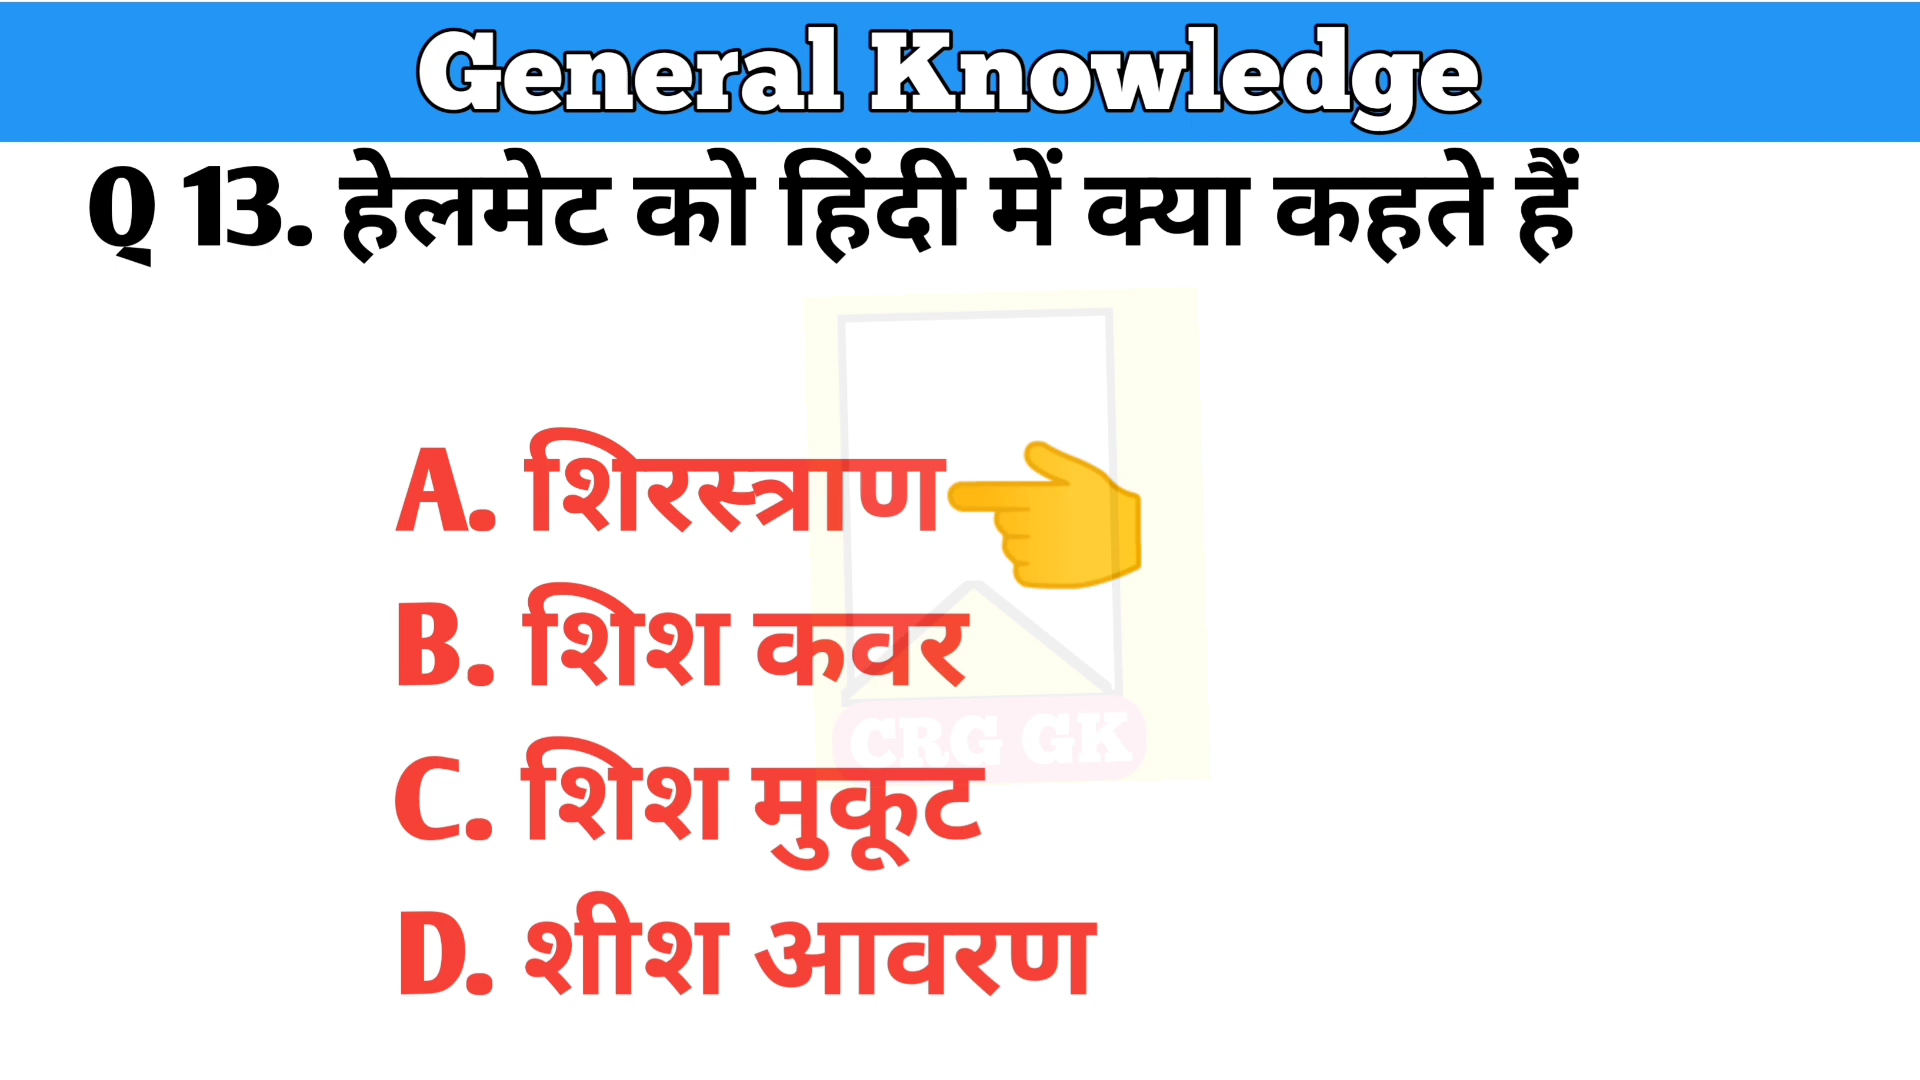 General Knowledge
Q 13. हेलमेट को हिंदी में क्या कहते हैं
A. शिरस्त्राण
B. शिश कवर
CRG GK
C. शिश मुकूट
D. शीश आवरण